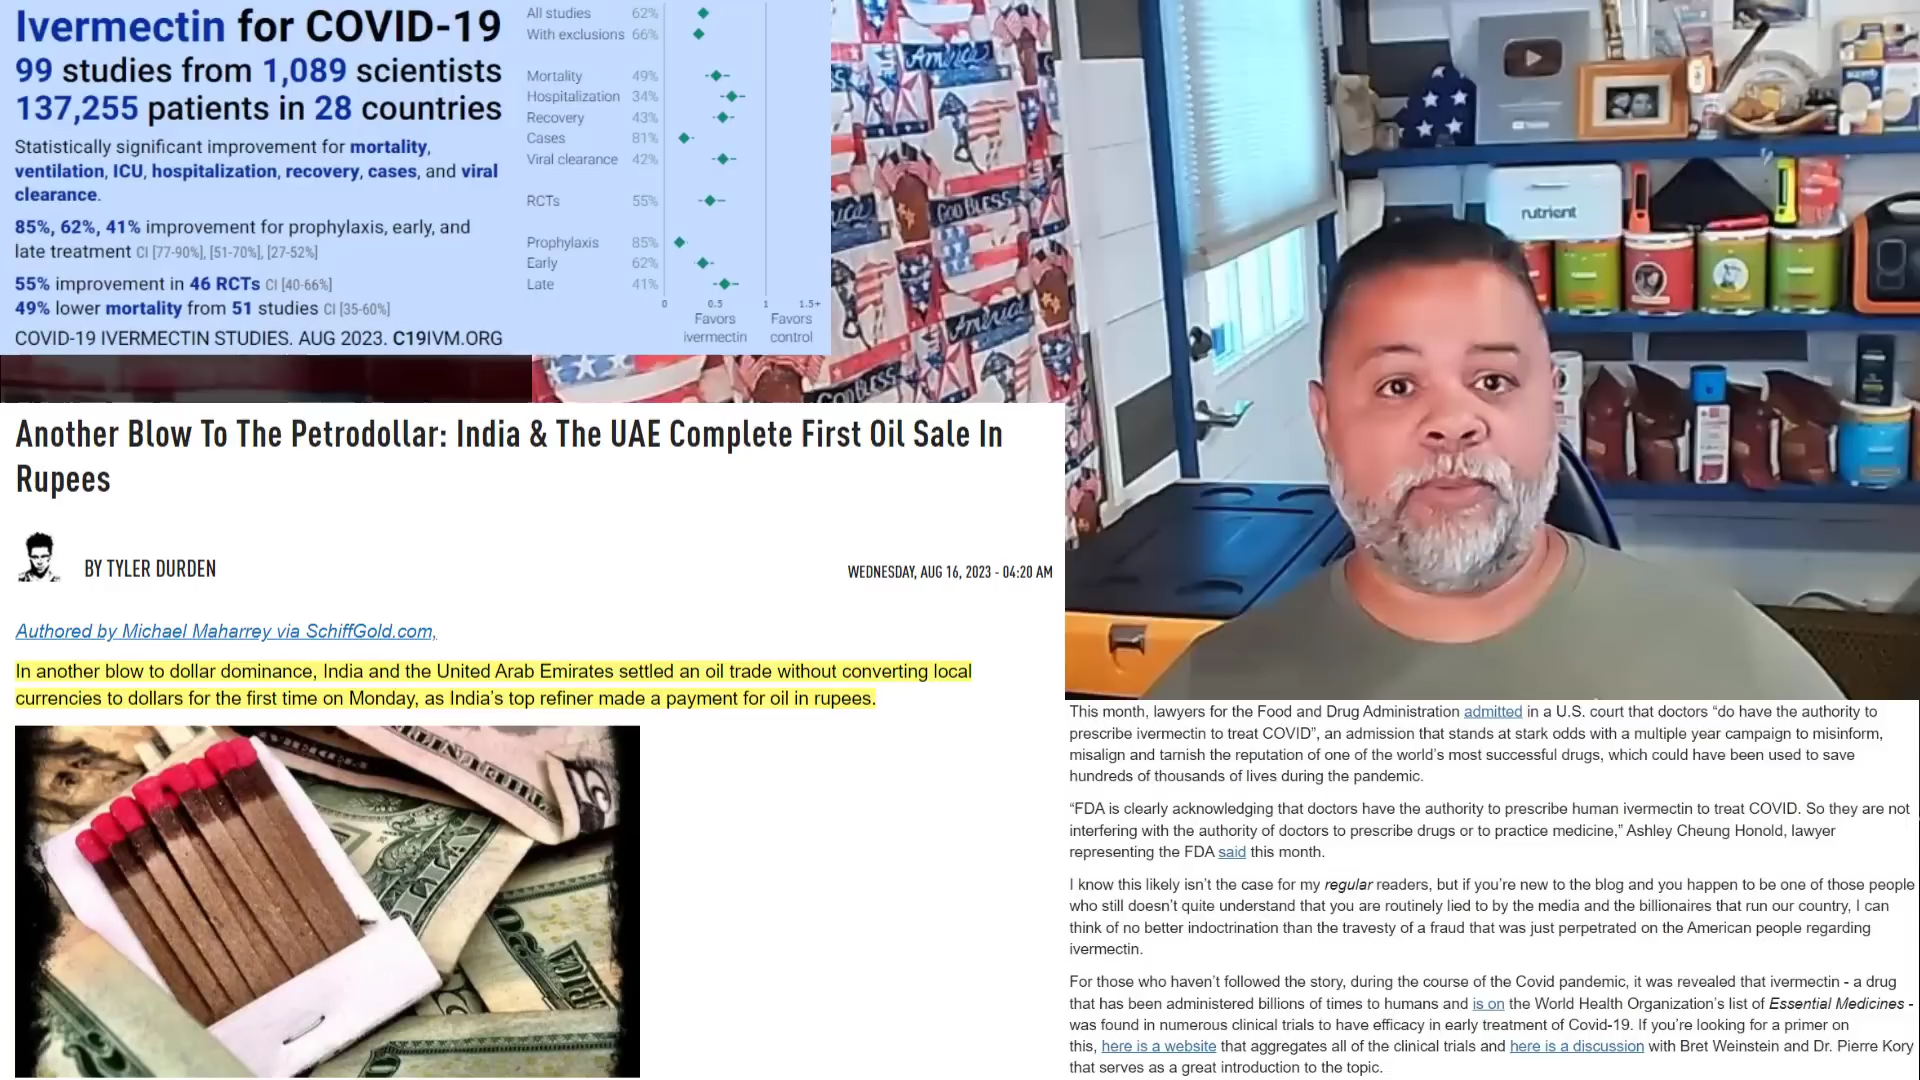 Ivermectin for COVID-19
99 studies from 1,089 scientists
137,255 patients in 28 countries
Statistically significant improvement for mortality,
ventilation, ICU, hospitalization, recovery, cases, and viral
clearance.
85%, 62%, 41% improvement for prophylaxis, early, and
late treatment CI [77-90%], [51-70%], [27-52%]
55% improvement in 46 RCTs CI [40-66%]
49% lower mortality from 51 studies CI [35-60%]
COVID-19 IVERMECTIN STUDIES. AUG 2023. C19IVM.ORG
All studies 62%
With exclusions 66%
Mortality 49%
Hospitalization 34%
Recovery 43%
Cases 81%
Viral clearance 42%
RCTs 55%
Prophylaxis 85%
Early 62%
Late 41%
0 0.5 1 1.5+
Favors Favors
ivermectin control
America
GOD BLESS
America
GOD BLESS
nutrient
Another Blow To The Petrodollar: India & The UAE Complete First Oil Sale In
Rupees
BY TYLER DURDEN
WEDNESDAY, AUG 16, 2023 - 04:20 AM
Authored by Michael Maharrey via SchiffGold.com,
In another blow to dollar dominance, India and the United Arab Emirates settled an oil trade without converting local
currencies to dollars for the first time on Monday, as India's top refiner made a payment for oil in rupees.
This month, lawyers for the Food and Drug Administration admitted in a U.S. court that doctors “do have the authority to
prescribe ivermectin to treat COVID”, an admission that stands at stark odds with a multiple year campaign to misinform,
misalign and tarnish the reputation of one of the world's most successful drugs, which could have been used to save
hundreds of thousands of lives during the pandemic.
“FDA is clearly acknowledging that doctors have the authority to prescribe human ivermectin to treat COVID. So they are not
interfering with the authority of doctors to prescribe drugs or to practice medicine,” Ashley Cheung Honold, lawyer
representing the FDA said this month.
I know this likely isn't the case for my regular readers, but if you're new to the blog and you happen to be one of those people
who still doesn't quite understand that you are routinely lied to by the media and the billionaires that run our country, I can
think of no better indoctrination than the travesty of a fraud that was just perpetrated on the American people regarding
ivermectin.
For those who haven't followed the story, during the course of the Covid pandemic, it was revealed that ivermectin - a drug
that has been administered billions of times to humans and is on the World Health Organization's list of Essential Medicines -
was found in numerous clinical trials to have efficacy in early treatment of Covid-19. If you're looking for a primer on
this, here is a website that aggregates all of the clinical trials and here is a discussion with Bret Weinstein and Dr. Pierre Kory
that serves as a great introduction to the topic.